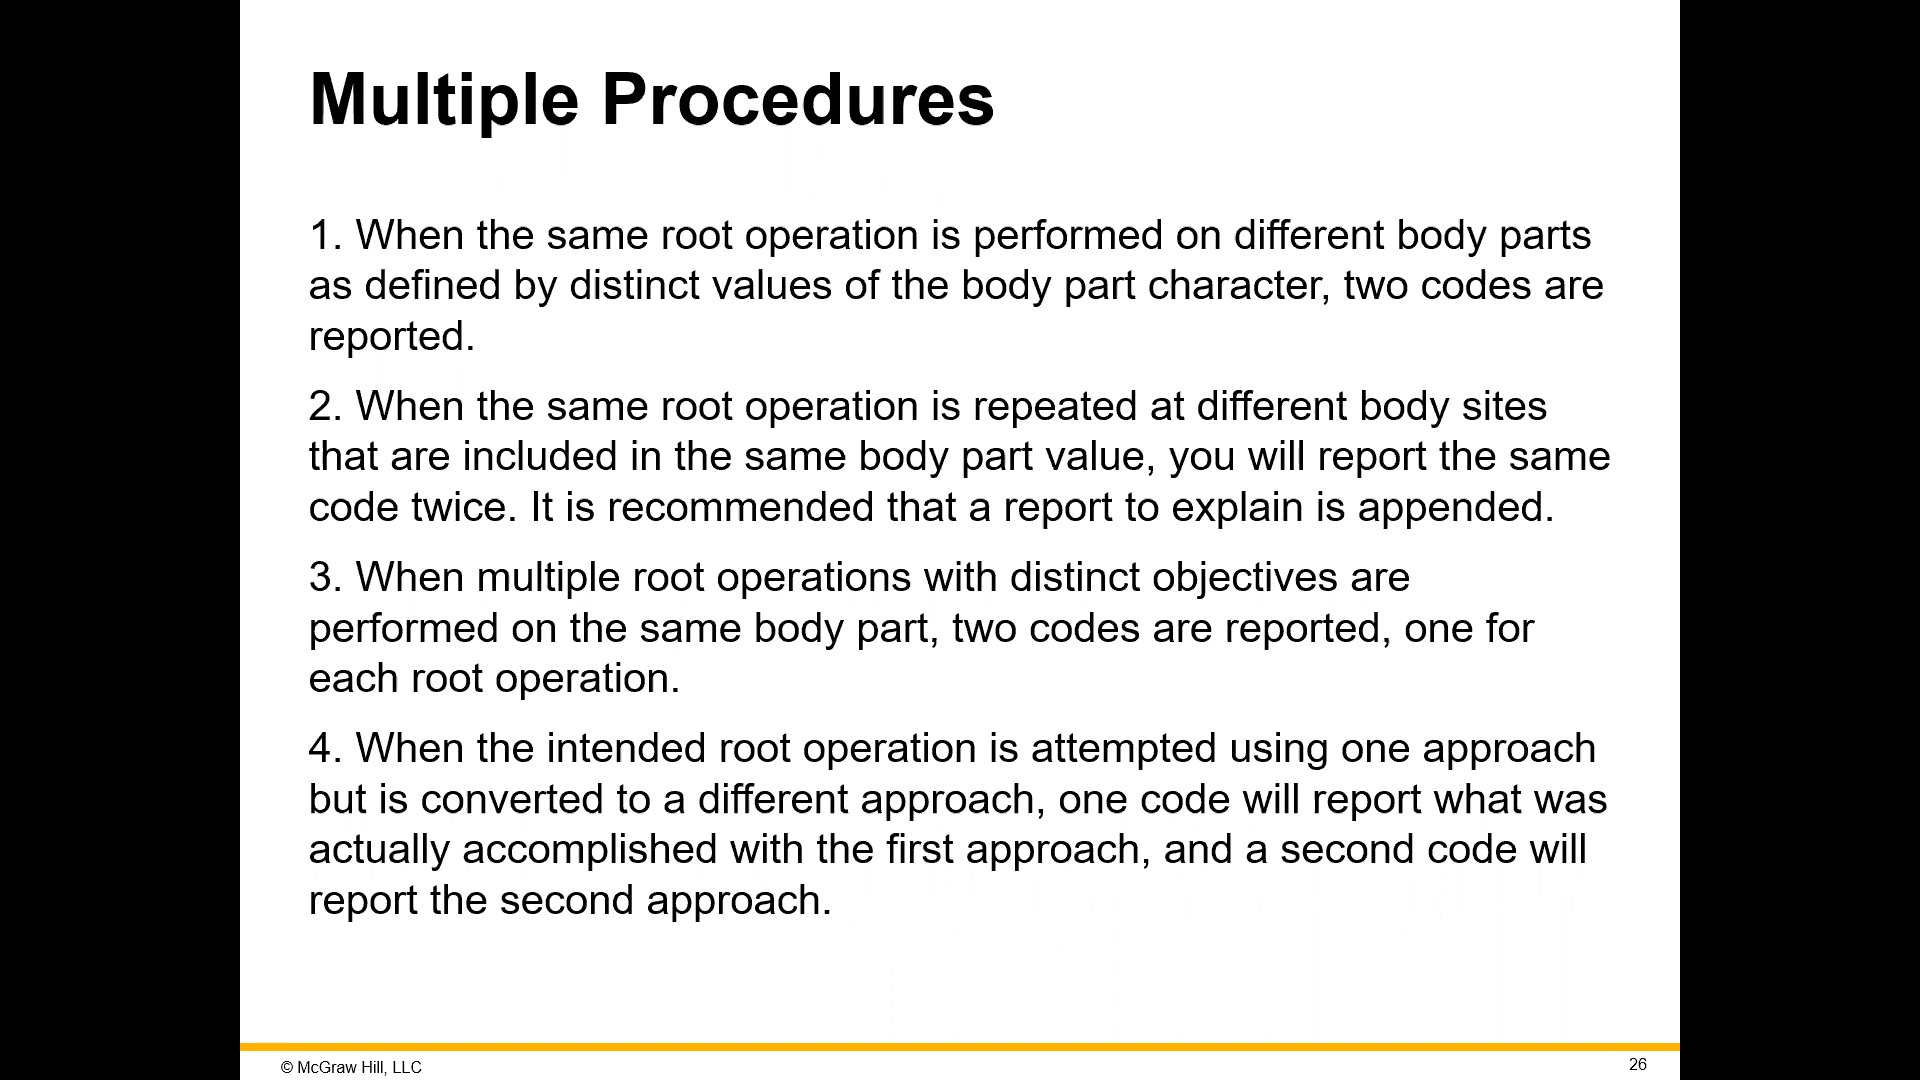 Multiple Procedures
1. When the same root operation is performed on different body parts
as defined by distinct values of the body part character, two codes are
reported.
2. When the same root operation is repeated at different body sites
that are included in the same body part value, you will report the same
code twice. It is recommended that a report to explain is appended.
3. When multiple root operations with distinct objectives are
performed on the same body part, two codes are reported, one for
each root operation.
4. When the intended root operation is attempted using one approach
but is converted to a different approach, one code will report what was
actually accomplished with the first approach, and a second code will
report the second approach.
© McGraw Hill, LLC
26